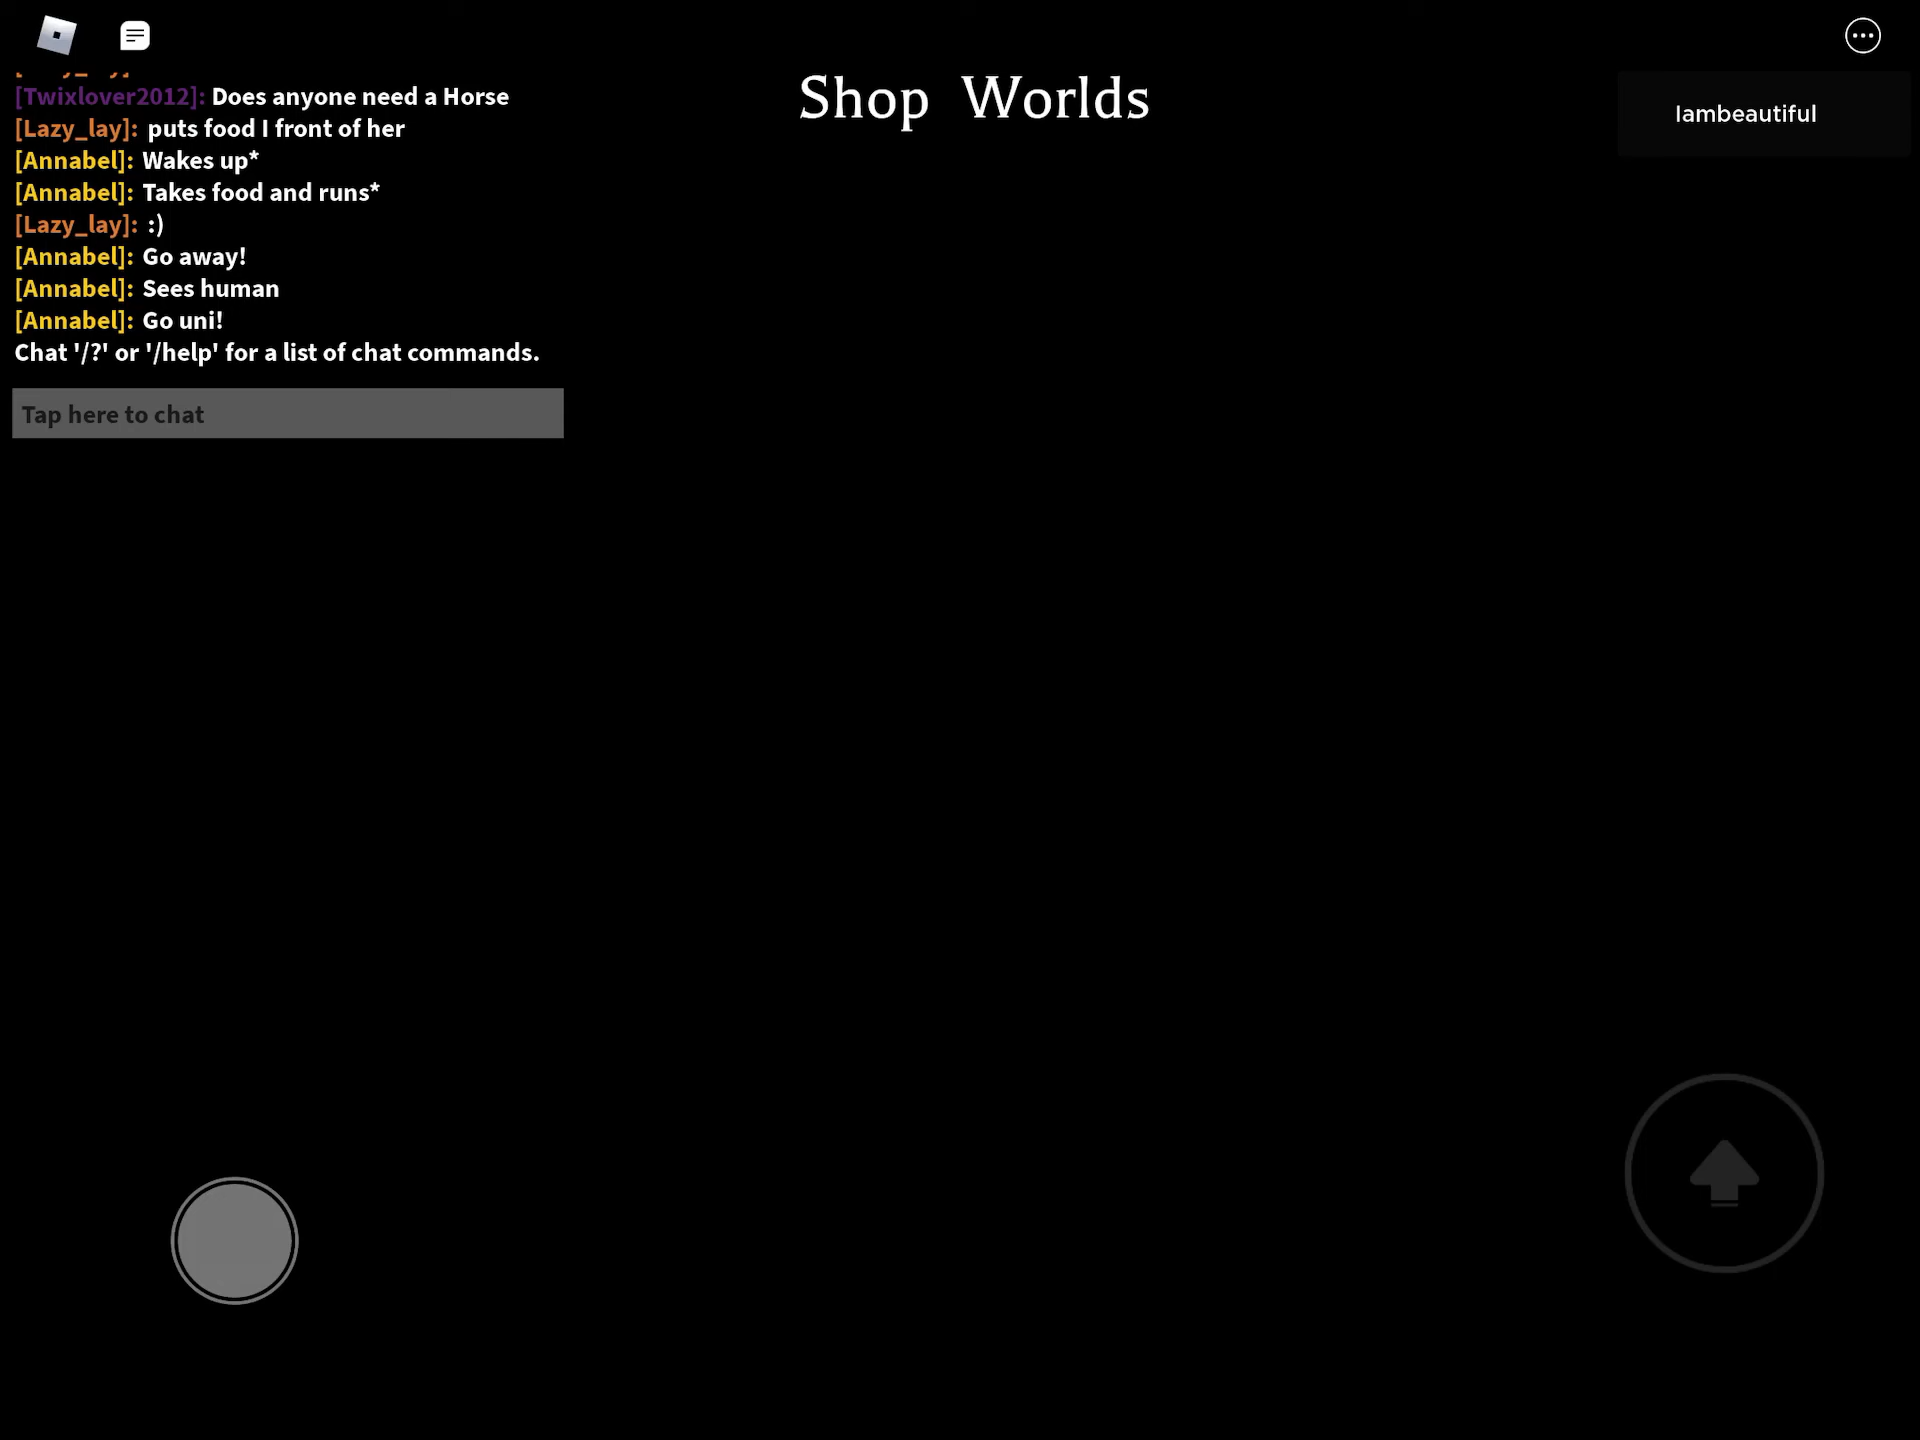 [Twixlover2012]: Does anyone need a Horse
[Lazy_lay]: puts food I front of her
[Annabel]: Wakes up*
[Annabel]: Takes food and runs*
[Lazy_lay]: :)
[Annabel]: Go away!
[Annabel]: Sees human
[Annabel]: Go uni!
Chat '/?' or '/help' for a list of chat commands.
Tap here to chat
Shop Worlds
Iambeautiful